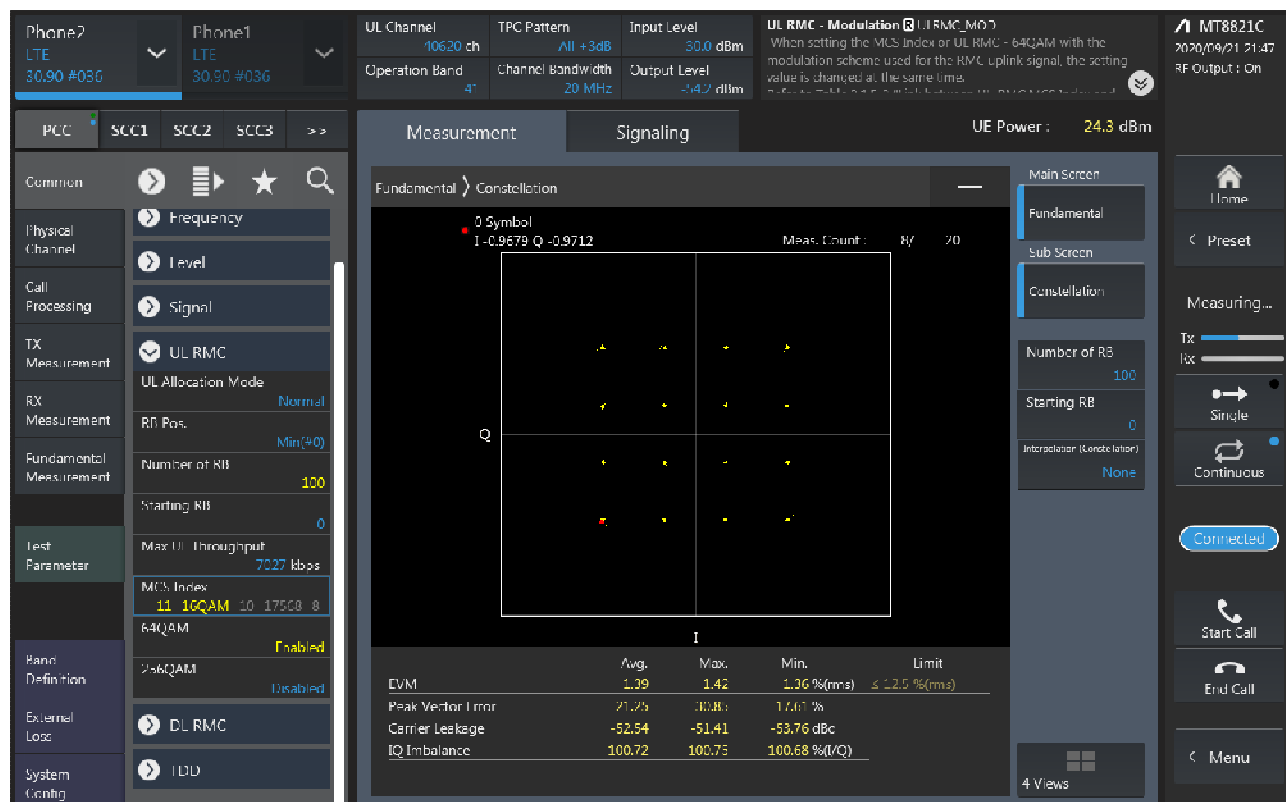 Phone2
LTE
30.90 #036
Phone1
LTE
30.90 #036
UL Channel
40620 ch
TPC Pattern
All +3dB
Input Level
30.0 dBm
Operation Band
41
Channel Bandwidth
20 MHz
Output Level
-54.2 dBm
UL RMC - Modulation ULRMC_MOD
When setting the MCS Index or UL RMC - 64QAM with the
modulation scheme used for the RMC uplink signal, the setting
value is changed at the same time.
MT8821C
2020/09/21 21:47
RF Output : On
PCC
SCC1
SCC2
SCC3
>>
Measurement
Signaling
UE Power : 24.3 dBm
Common
Physical
Channel
Call
Processing
TX
Measurement
RX
Measurement
Fundamental
Measurement
Test
Parameter
Band
Definition
External
Loss
System
Config
Frequency
Level
Signal
UL RMC
UL Allocation Mode
Normal
RB Pos.
Min(#0)
Number of RB
100
Starting RB
0
Max UL Throughput
7027 kbps
MCS Index
11 16QAM 10 17568 8
64QAM
Enabled
256QAM
Disabled
DL RMC
TDD
Fundamental
Constellation
0 Symbol
I -0.9679 Q -0.9712
Meas. Count : 8/ 20
Q
I
Avg. Max. Min. Limit
EVM 1.39 1.42 1.36 %(rms) ≤ 12.5 %(rms)
Peak Vector Error 21.25 30.85 17.61 %
Carrier Leakage -52.54 -51.41 -53.76 dBc
IQ Imbalance 100.72 100.75 100.68 %(I/Q)
Main Screen
Fundamental
Sub Screen
Constellation
Number of RB
100
Starting RB
0
Interpolation (Constellation)
None
4 Views
Home
< Preset
Measuring...
Tx
Rx
Single
Continuous
Connected
Start Call
End Call
< Menu